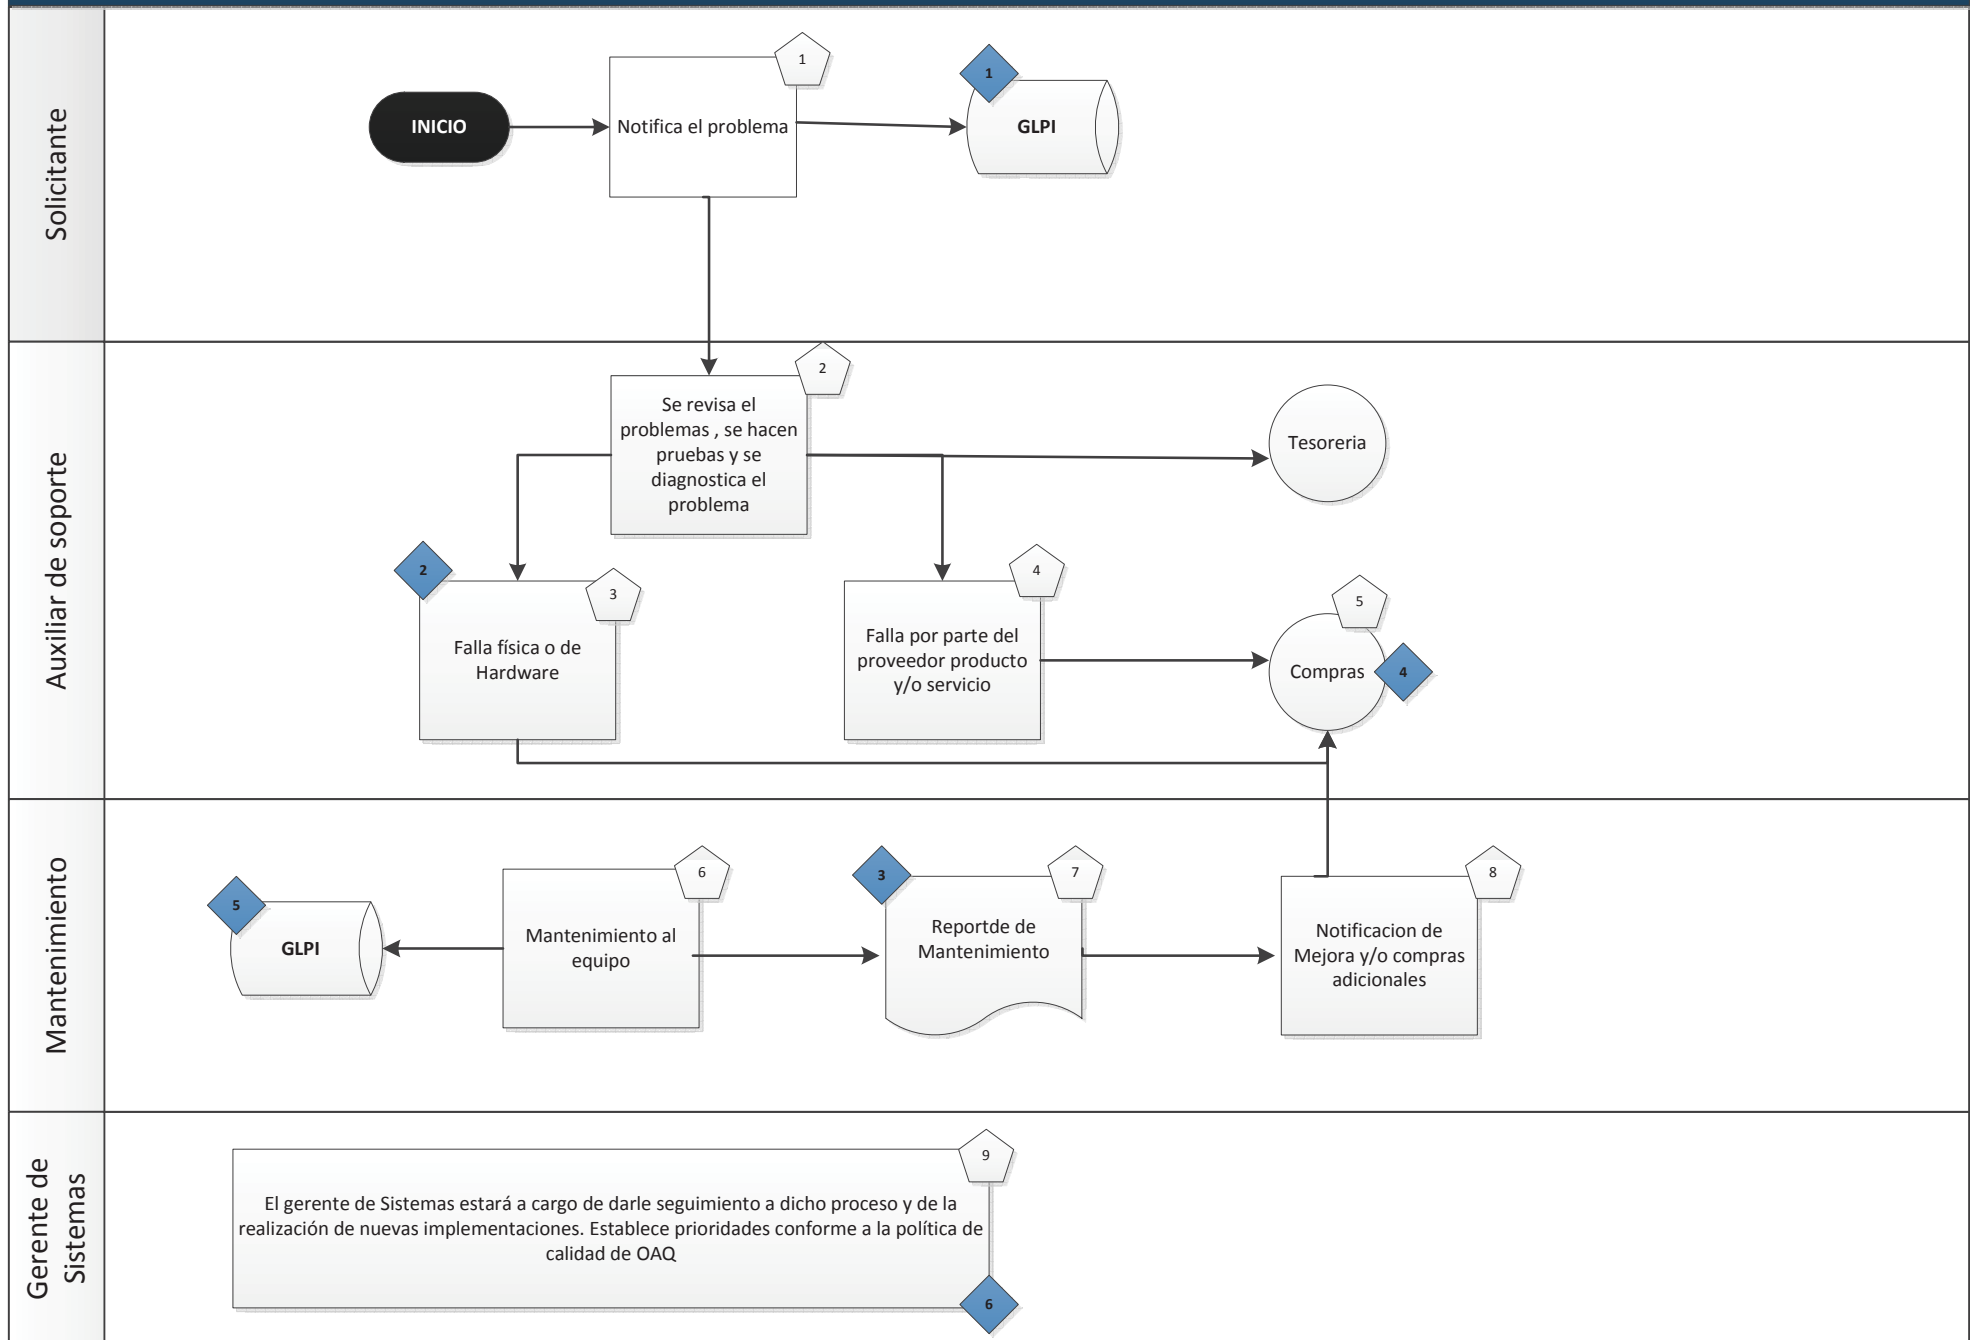 Solicitante
INICIO
Notifica el problema
1
1
GLPI
Auxiliar de soporte
2
Se revisa el
problemas , se hacen
pruebas y se
diagnostica el
problema
Tesoreria
2
3
Falla física o de
Hardware
4
Falla por parte del
proveedor producto
y/o servicio
5
Compras
4
Mantenimiento
5
GLPI
6
Mantenimiento al
equipo
3
7
Reportde de
Mantenimiento
8
Notificacion de
Mejora y/o compras
adicionales
Gerente de
Sistemas
9
El gerente de Sistemas estará a cargo de darle seguimiento a dicho proceso y de la
realización de nuevas implementaciones. Establece prioridades conforme a la política de
calidad de OAQ
6